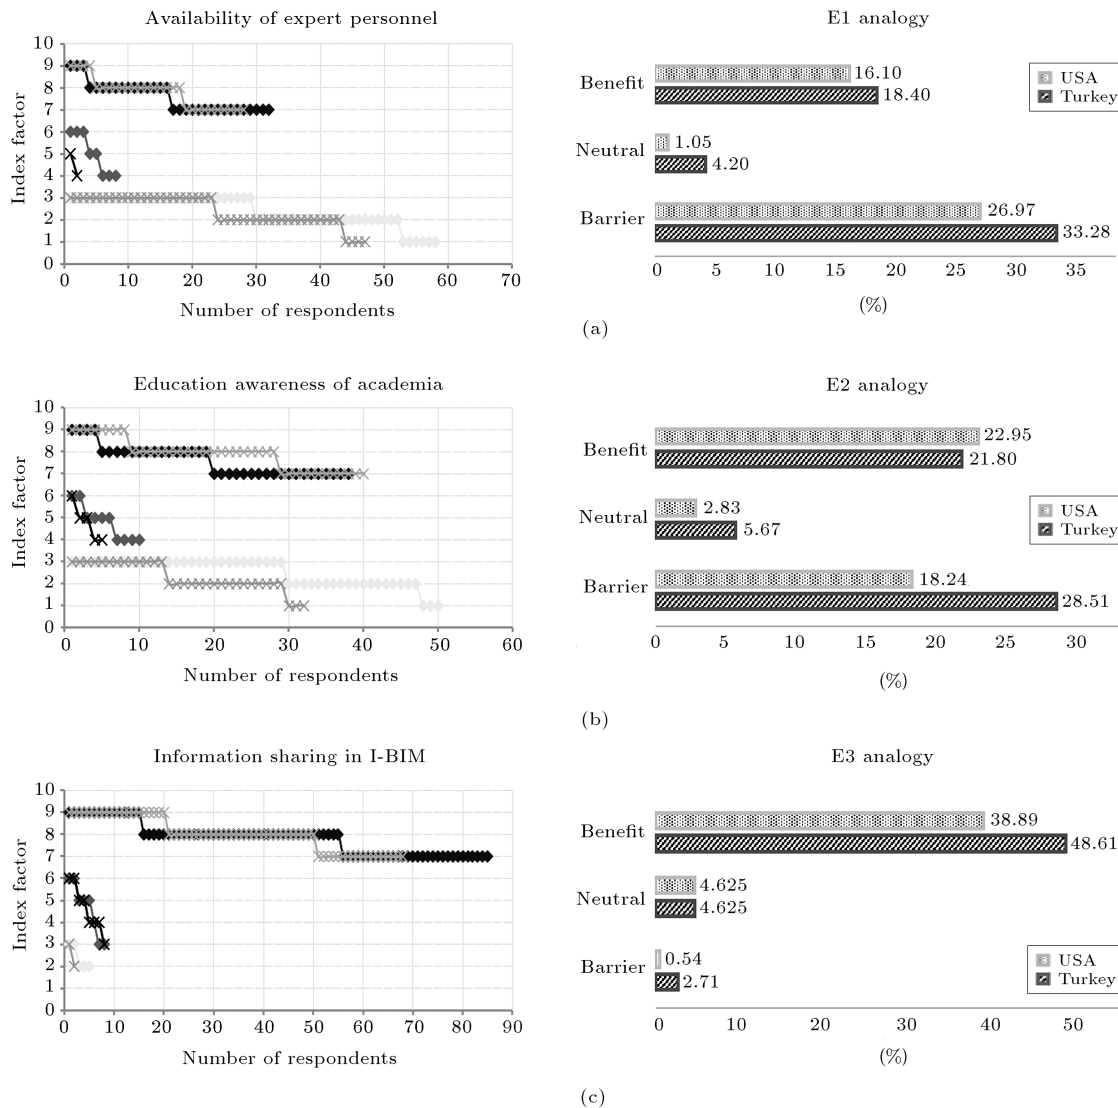 Availability of expert personnel
10
9
8
7
6
5
4
3
2
1
0
Index factor
0 10 20 30 40 50 60 70
Number of respondents
E1 analogy
Benefit
16.10
18.40
Neutral
1.05
4.20
Barrier
26.97
33.28
USA
Turkey
0 5 10 15 20 25 30 35
(%)
(a)
Education awareness of academia
10
9
8
7
6
5
4
3
2
1
0
Index factor
0 10 20 30 40 50 60
Number of respondents
E2 analogy
Benefit
22.95
21.80
Neutral
2.83
5.67
Barrier
18.24
28.51
USA
Turkey
0 5 10 15 20 25 30
(%)
(b)
Information sharing in I-BIM
10
9
8
7
6
5
4
3
2
1
0
Index factor
0 10 20 30 40 50 60 70 80 90
Number of respondents
E3 analogy
Benefit
38.89
48.61
Neutral
4.625
4.625
Barrier
0.54
2.71
USA
Turkey
0 10 20 30 40 50
(%)
(c)